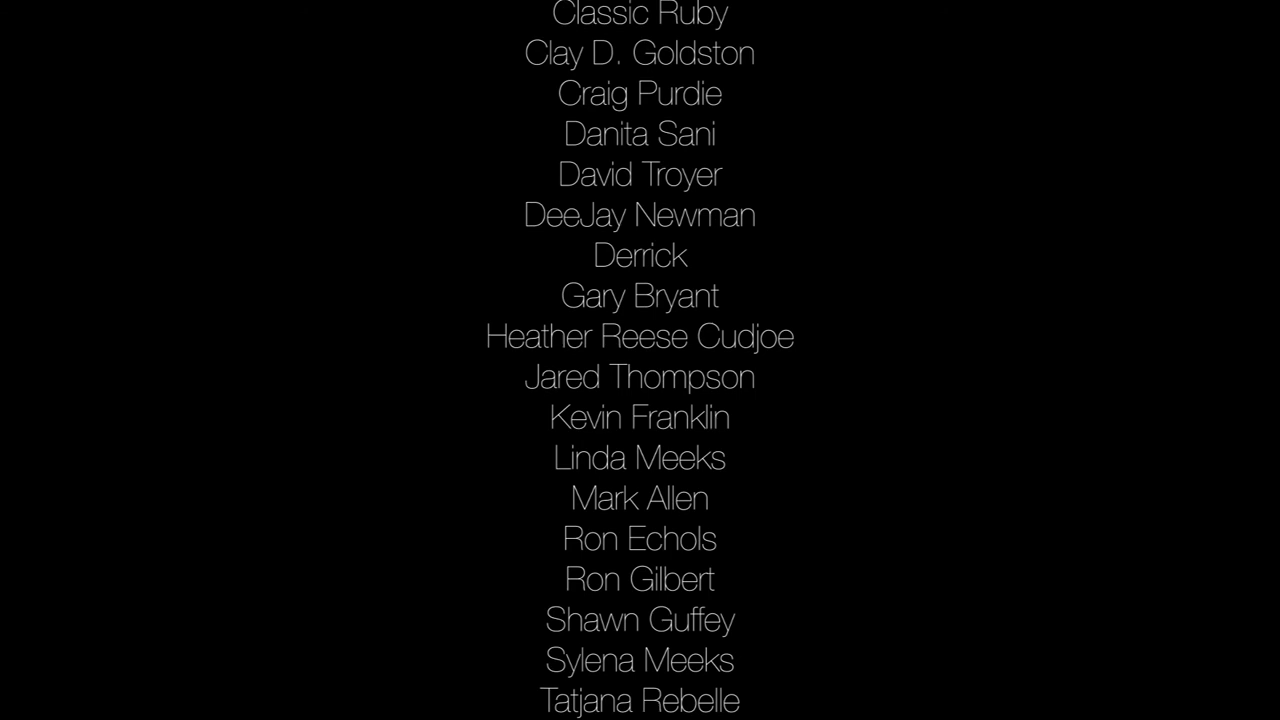 Classic Ruby
Clay D. Goldston
Craig Purdie
Danita Sani
David Troyer
DeeJay Newman
Derrick
Gary Bryant
Heather Reese Cudjoe
Jared Thompson
Kevin Franklin
Linda Meeks
Mark Allen
Ron Echols
Ron Gilbert
Shawn Guffey
Sylena Meeks
Tatjana Rebelle